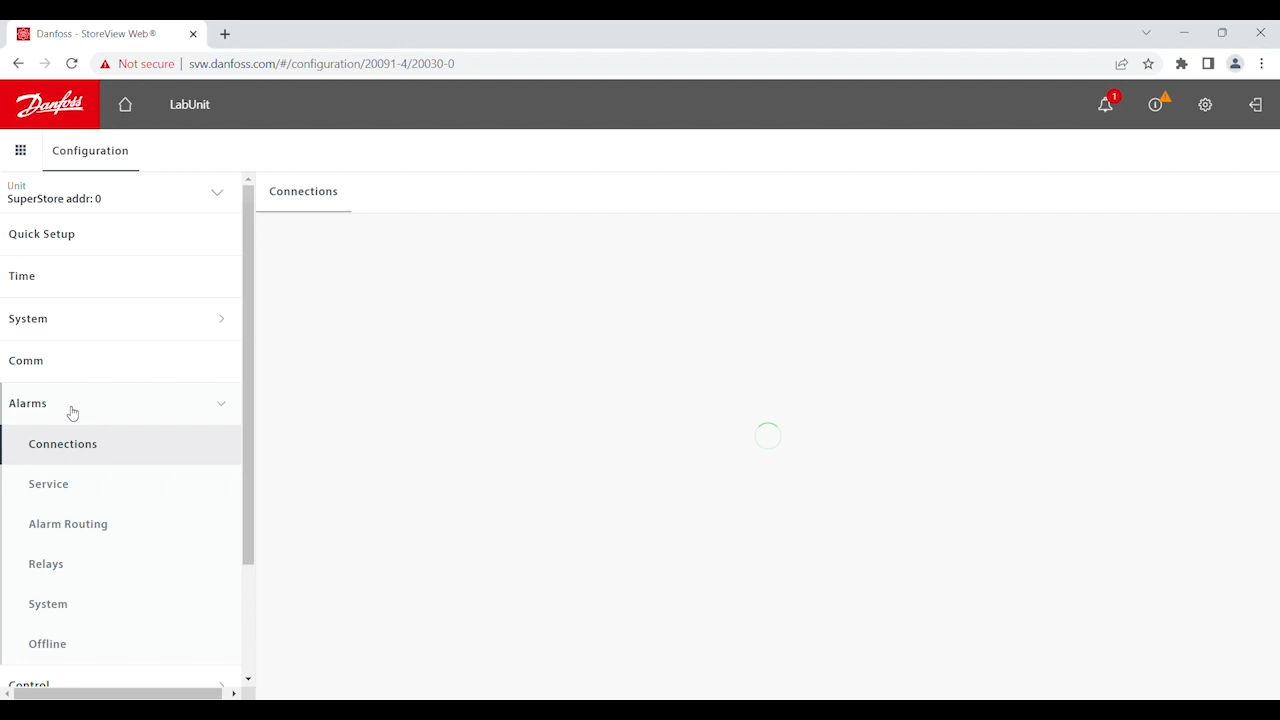 Danfoss - StoreView Web®
Not secure
svw.danfoss.com/#/configuration/20091-4/20030-0
Danfoss
LabUnit
1
Configuration
Unit
SuperStore addr: 0
Connections
Quick Setup
Time
System
Comm
Alarms
Connections
Service
Alarm Routing
Relays
System
Offline
Control